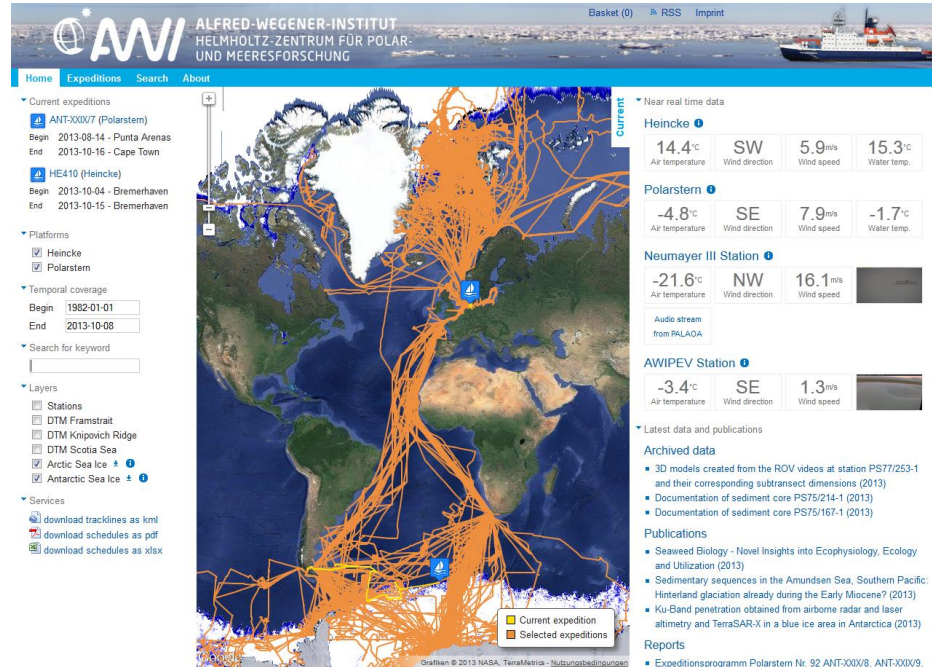 Basket (0) RSS Imprint
AWI
ALFRED-WEGENER-INSTITUT
HELMHOLTZ-ZENTRUM FÜR POLAR-
UND MEERESFORSCHUNG
Home Expeditions Search About
Current expeditions
ANT-XXIX/7 (Polarstern)
Begin 2013-08-14 - Punta Arenas
End 2013-10-16 - Cape Town
HE410 (Heincke)
Begin 2013-10-04 - Bremerhaven
End 2013-10-15 - Bremerhaven
Platforms
Heincke
Polarstern
Temporal coverage
Begin 1982-01-01
End 2013-10-08
Search for keyword
Layers
Stations
DTM Framstrait
DTM Knipovich Ridge
DTM Scotia Sea
Arctic Sea Ice
Antarctic Sea Ice
Services
download tracklines as kml
download schedules as pdf
download schedules as xlsx
Current
Current expedition
Selected expeditions
Google
Grafiken © 2013 NASA, TerraMetrics - Nutzungsbedingungen
Near real time data
Heincke
14.4°C SW 5.9m/s 15.3°C
Air temperature Wind direction Wind speed Water temp.
Polarstern
-4.8°C SE 7.9m/s -1.7°C
Air temperature Wind direction Wind speed Water temp.
Neumayer III Station
-21.6°C NW 16.1m/s
Air temperature Wind direction Wind speed
Audio stream
from PALAOA
AWIPEV Station
-3.4°C SE 1.3m/s
Air temperature Wind direction Wind speed
Latest data and publications
Archived data
3D models created from the ROV videos at station PS77/253-1
and their corresponding subtransect dimensions (2013)
Documentation of sediment core PS75/214-1 (2013)
Documentation of sediment core PS75/167-1 (2013)
Publications
Seaweed Biology - Novel Insights into Ecophysiology, Ecology
and Utilization (2013)
Sedimentary sequences in the Amundsen Sea, Southern Pacific:
Hinterland glaciation already during the Early Miocene? (2013)
Ku-Band penetration obtained from airborne radar and laser
altimetry and TerraSAR-X in a blue ice area in Antarctica (2013)
Reports
Expeditionsprogramm Polarstern Nr. 92 ANT-XXIX/8, ANT-XXIX/9,